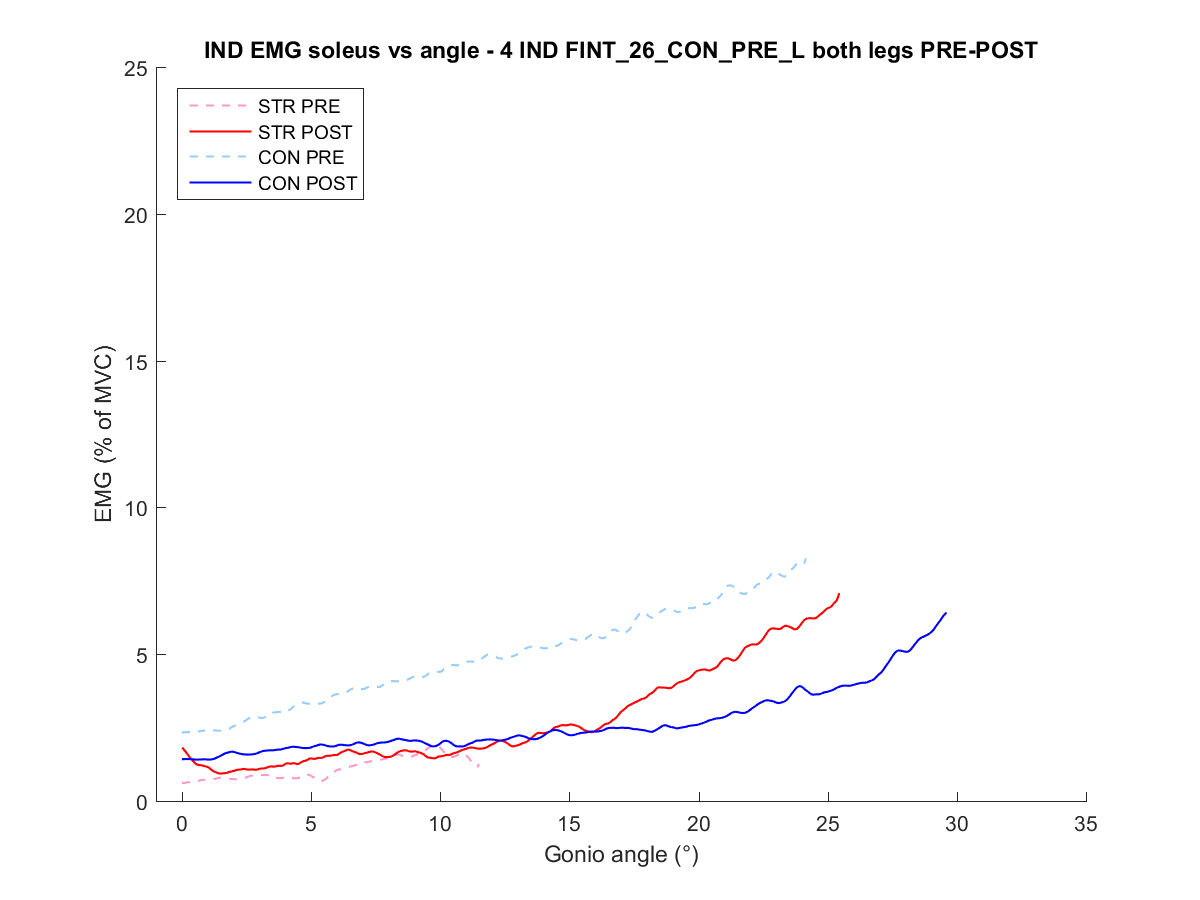 IND EMG soleus vs angle - 4 IND FINT_26_CON_PRE_L both legs PRE-POST
25
20
15
10
5
0
EMG (% of MVC)
STR PRE
STR POST
CON PRE
CON POST
0 5 10 15 20 25 30 35
Gonio angle (°)